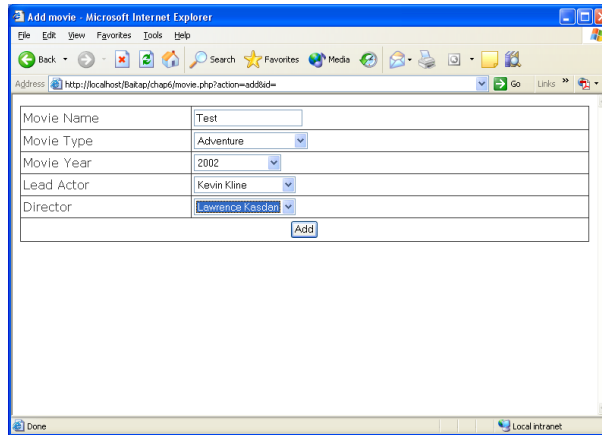 Add movie - Microsoft Internet Explorer
File Edit View Favorites Tools Help
Back Search Favorites Media
Address http://localhost/Baitap/chap6/movie.php?action=add&id= Go Links »
Movie Name Test
Movie Type Adventure
Movie Year 2002
Lead Actor Kevin Kline
Director Lawrence Kasdan
Add
Done Local intranet